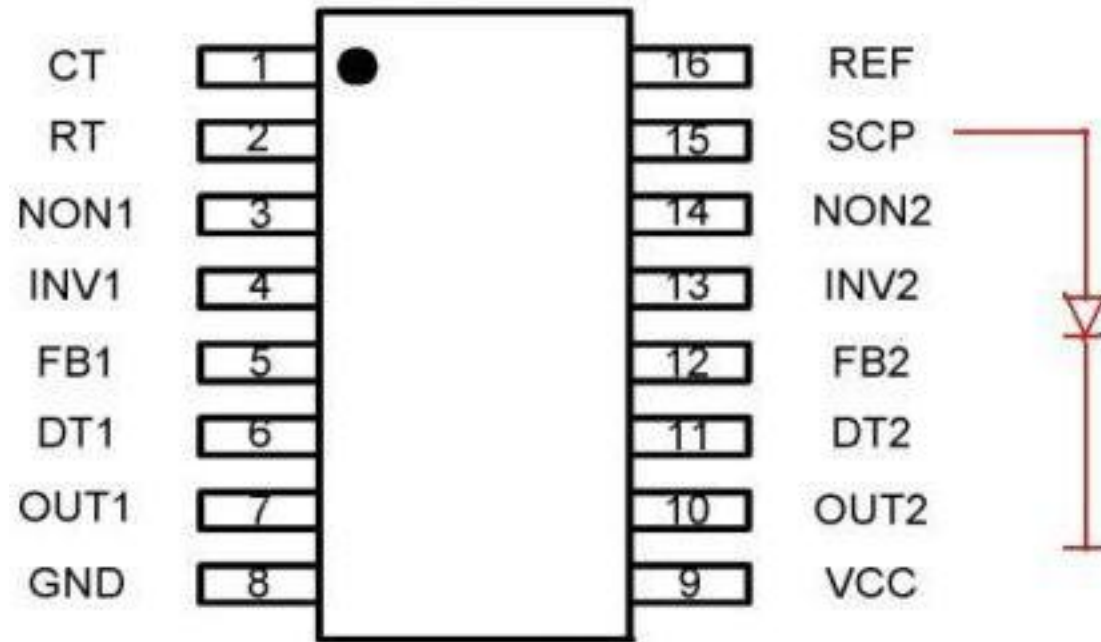 CT 1 16 REF
RT 2 15 SCP
NON1 3 14 NON2
INV1 4 13 INV2
FB1 5 12 FB2
DT1 6 11 DT2
OUT1 7 10 OUT2
GND 8 9 VCC